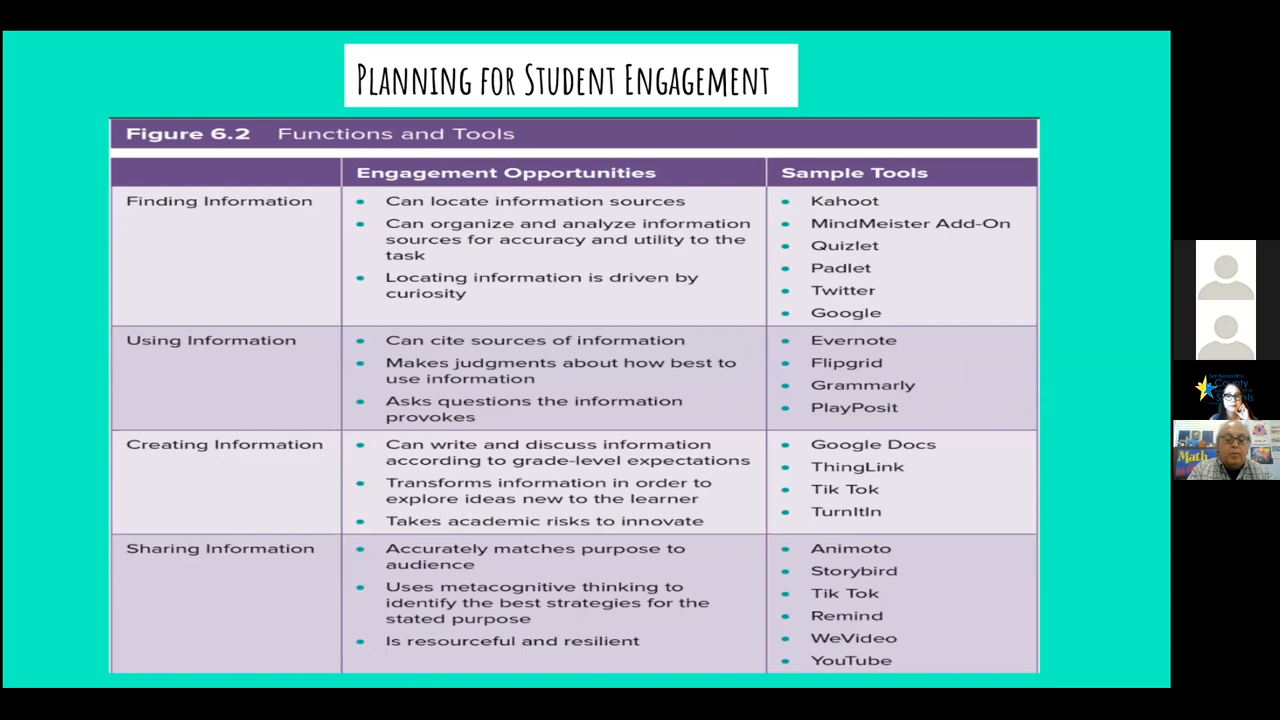 Planning for Student Engagement
Figure 6.2 Functions and Tools
Engagement Opportunities
Sample Tools
Finding Information
• Can locate information sources
• Can organize and analyze information
sources for accuracy and utility to the
task
• Locating information is driven by
curiosity
• Kahoot
• MindMeister Add-On
• Quizlet
• Padlet
• Twitter
• Google
Using Information
• Can cite sources of information
• Makes judgments about how best to
use information
• Asks questions the information
provokes
• Evernote
• Flipgrid
• Grammarly
• PlayPosit
Creating Information
• Can write and discuss information
according to grade-level expectations
• Transforms information in order to
explore ideas new to the learner
• Takes academic risks to innovate
• Google Docs
• ThingLink
• Tik Tok
• TurnItIn
Sharing Information
• Accurately matches purpose to
audience
• Uses metacognitive thinking to
identify the best strategies for the
stated purpose
• Is resourceful and resilient
• Animoto
• Storybird
• Tik Tok
• Remind
• WeVideo
• YouTube
San Bernardino
County
Schools
Math